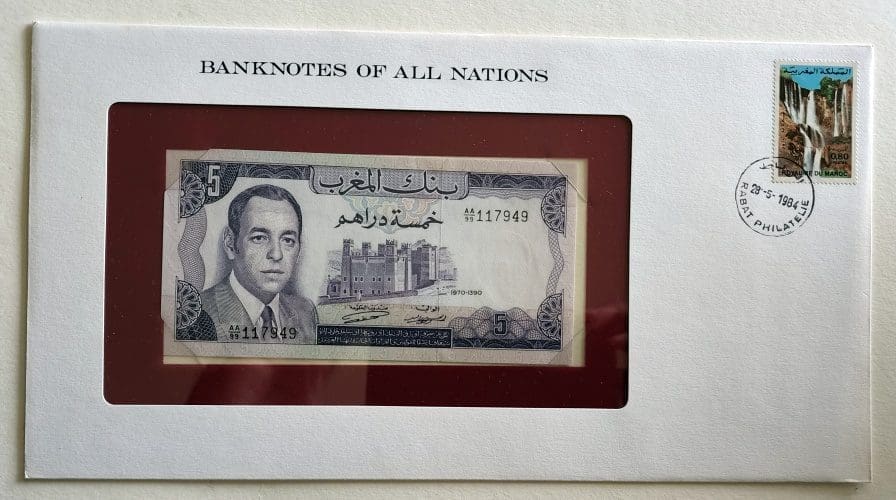 BANKNOTES OF ALL NATIONS
المملكة المغربية
0,80
ROYAUME DU MAROC
الرباط
28-5-1984
RABAT PHILATELIE
5
بنك المغرب
خمسة دراهم
AA/99 117949
1970-1390
AA/99 117949
5